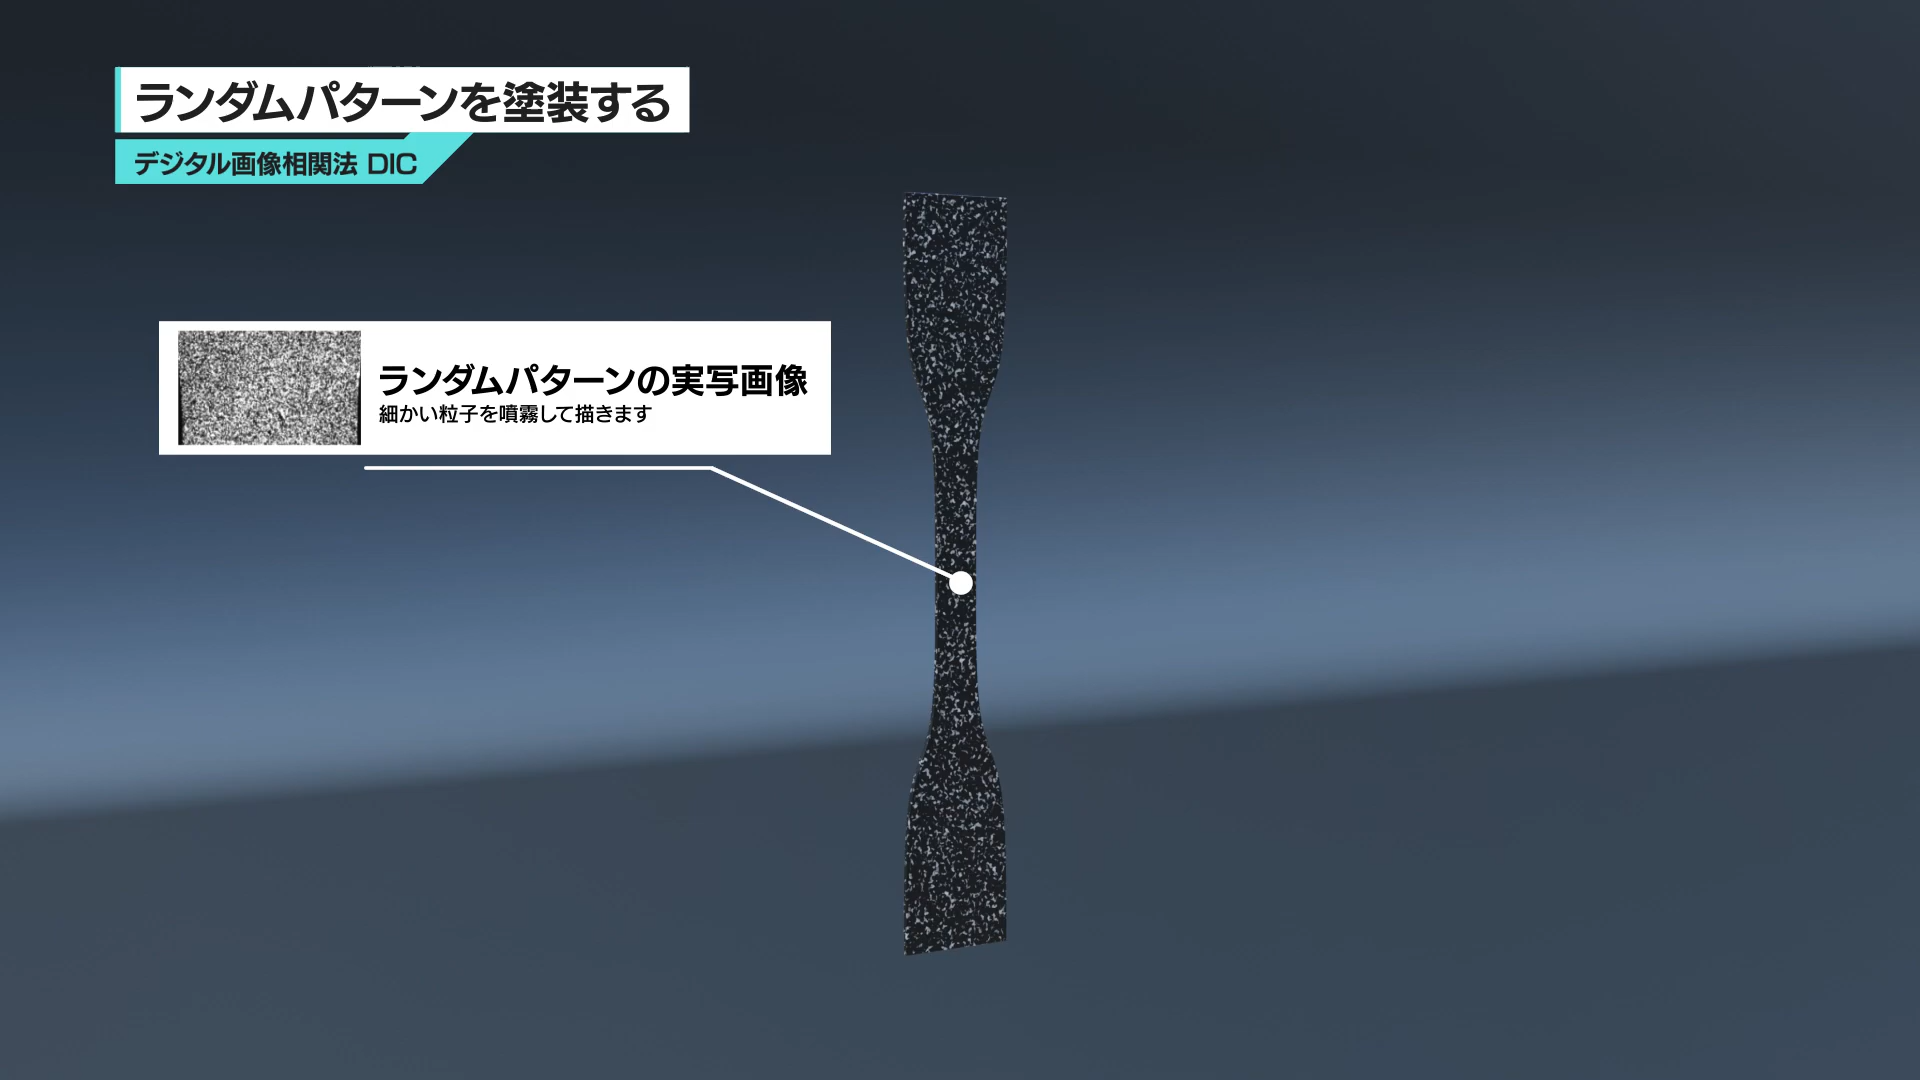 ランダムパターンを塗装する
デジタル画像相関法 DIC
ランダムパターンの実写画像
細かい粒子を噴霧して描きます